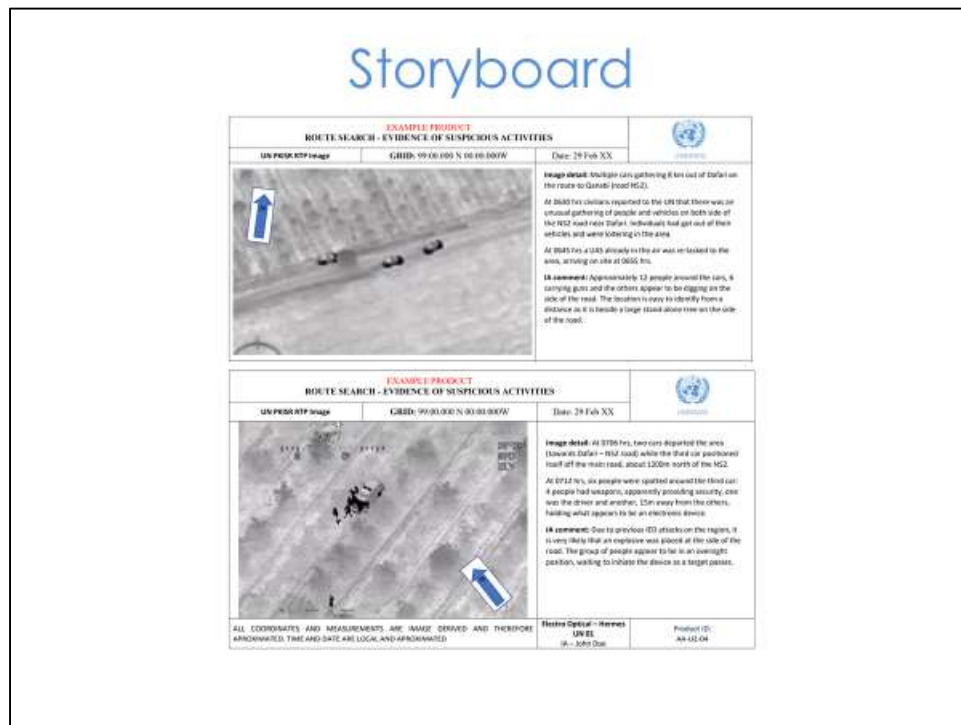 Storyboard
EXAMPLE PRODUCT
ROUTE SEARCH - EVIDENCE OF SUSPICIOUS ACTIVITIES
UN PKISR RTP Image
GRID: 99:00.000 N 00:00.000W
Date: 29 Feb XX
Image detail: Multiple cars gathering 8 km out of Dafari on
the route to Qanabi (road NS2).
At 0630 hrs civilians reported to the UN that there was an
unusual gathering of people and vehicles on both side of
the NS2 road near Dafari. Individuals had got out of their
vehicles and were loitering in the area.
At 0645 hrs a UAS already in the air was re-tasked to the
area, arriving on site at 0655 hrs.
IA comment: Approximately 12 people around the cars, 6
carrying guns and the others appear to be digging on the
side of the road. The location is easy to identify from a
distance as it is beside a large stand-alone tree on the side
of the road.
EXAMPLE PRODUCT
ROUTE SEARCH - EVIDENCE OF SUSPICIOUS ACTIVITIES
UN PKISR RTP Image
GRID: 99:00.000 N 00:00.000W
Date: 29 Feb XX
Image detail: At 0706 hrs, two cars departed the area
(towards Dafari – NS2 road) while the third car positioned
itself off the main road, about 1200m north of the NS2.
At 0712 hrs, six people were spotted around the third car:
4 people had weapons, apparently providing security, one
was the driver and another, 15m away from the others,
holding what appears to be an electronic device.
IA comment: Due to previous IED attacks on the region, it
is very likely that an explosive was placed at the side of the
road. The group of people appear to be in an oversight
position, waiting to initiate the device as a target passes.
ALL COORDINATES AND MEASUREMENTS ARE IMAGE DERIVED AND THEREFORE
APROXIMATED. TIME AND DATE ARE LOCAL AND APROXIMATED
Electro Optical – Hermes
UN 01
IA – John Doe
Product ID: